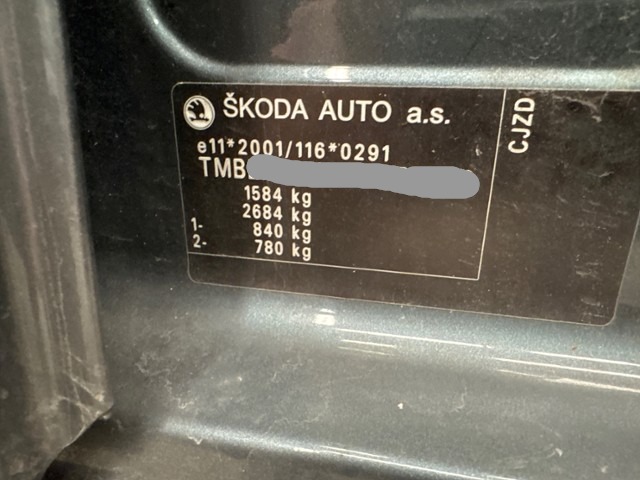 ŠKODA AUTO a.s.
e11*2001/116*0291
TMB
1584 kg
2684 kg
1- 840 kg
2- 780 kg
CJZD